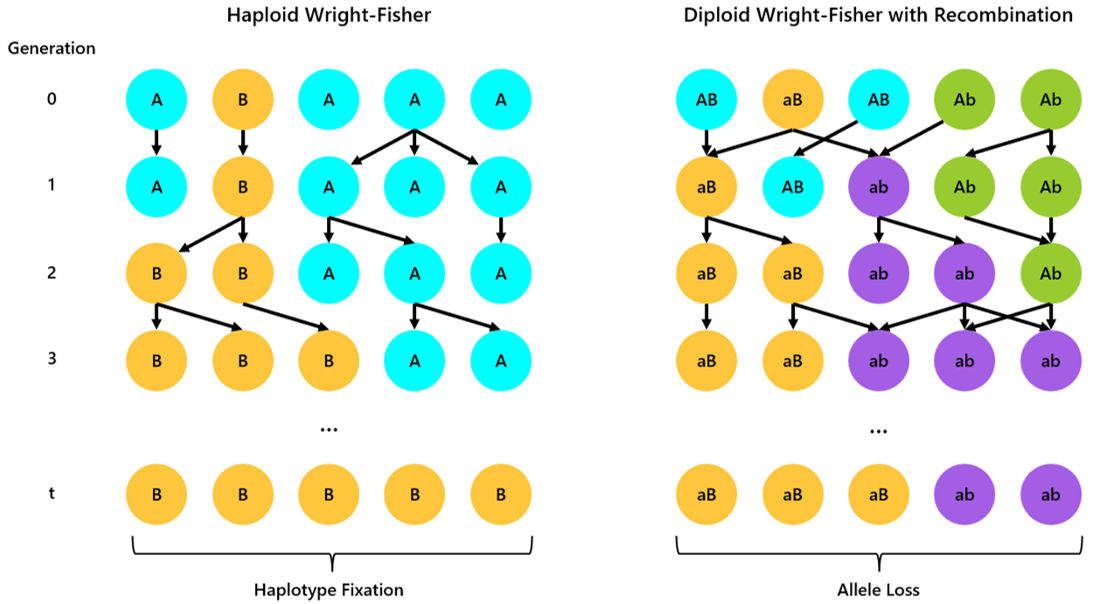 Haploid Wright-Fisher
Diploid Wright-Fisher with Recombination
Generation
0 A B A A A AB aB AB Ab Ab
1 A B A A A aB AB ab Ab Ab
2 B B A A A aB aB ab ab Ab
3 B B B A A aB aB ab ab ab
... ...
t B B B B B aB aB aB ab ab
Haplotype Fixation
Allele Loss